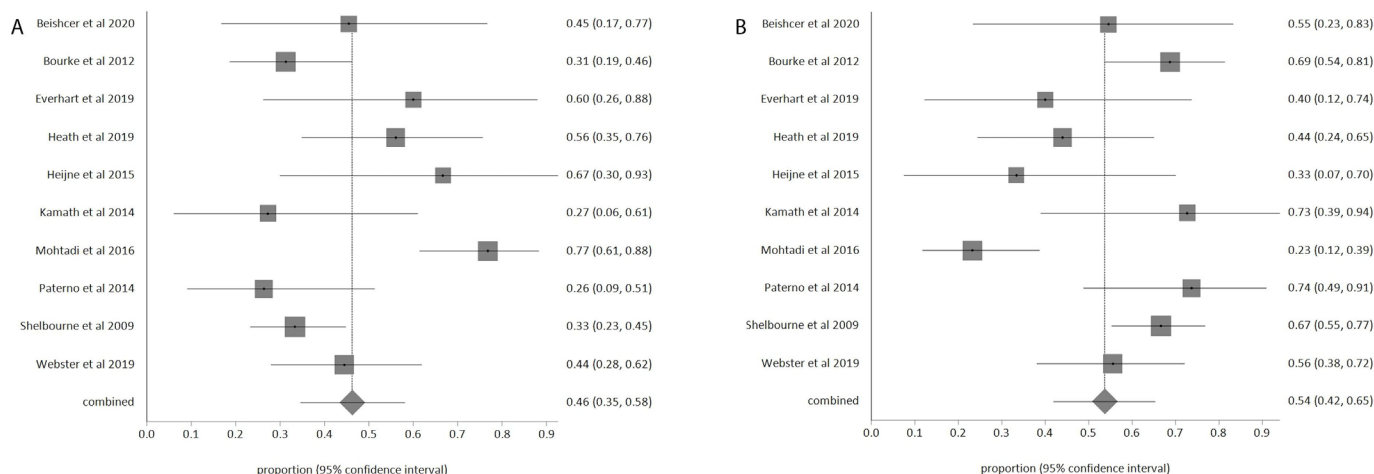 A
Beishcer et al 2020 0.45 (0.17, 0.77)
Bourke et al 2012 0.31 (0.19, 0.46)
Everhart et al 2019 0.60 (0.26, 0.88)
Heath et al 2019 0.56 (0.35, 0.76)
Heijne et al 2015 0.67 (0.30, 0.93)
Kamath et al 2014 0.27 (0.06, 0.61)
Mohtadi et al 2016 0.77 (0.61, 0.88)
Paterno et al 2014 0.26 (0.09, 0.51)
Shelbourne et al 2009 0.33 (0.23, 0.45)
Webster et al 2019 0.44 (0.28, 0.62)
combined 0.46 (0.35, 0.58)
0.0 0.1 0.2 0.3 0.4 0.5 0.6 0.7 0.8 0.9
proportion (95% confidence interval)
B
Beishcer et al 2020 0.55 (0.23, 0.83)
Bourke et al 2012 0.69 (0.54, 0.81)
Everhart et al 2019 0.40 (0.12, 0.74)
Heath et al 2019 0.44 (0.24, 0.65)
Heijne et al 2015 0.33 (0.07, 0.70)
Kamath et al 2014 0.73 (0.39, 0.94)
Mohtadi et al 2016 0.23 (0.12, 0.39)
Paterno et al 2014 0.74 (0.49, 0.91)
Shelbourne et al 2009 0.67 (0.55, 0.77)
Webster et al 2019 0.56 (0.38, 0.72)
combined 0.54 (0.42, 0.65)
0.0 0.1 0.2 0.3 0.4 0.5 0.6 0.7 0.8 0.9
proportion (95% confidence interval)